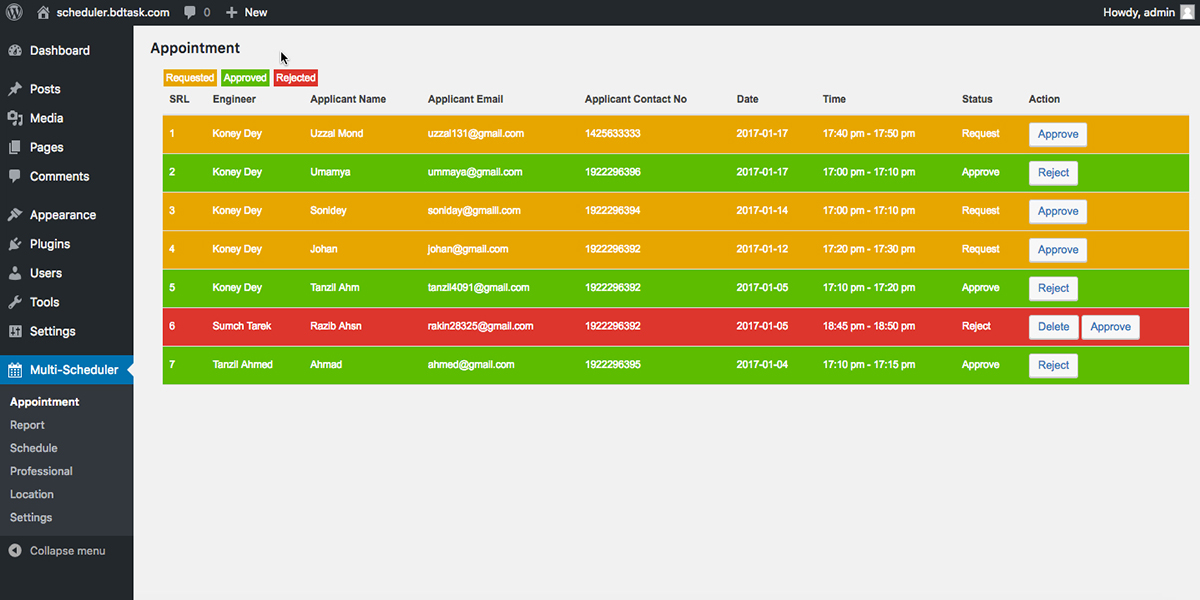 scheduler.bdtask.com 0 New Howdy, admin
Dashboard
Posts
Media
Pages
Comments
Appearance
Plugins
Users
Tools
Settings
Multi-Scheduler
Appointment
Report
Schedule
Professional
Location
Settings
Collapse menu
Appointment
Requested Approved Rejected
SRL Engineer Applicant Name Applicant Email Applicant Contact No Date Time Status Action
1 Koney Dey Uzzal Mond uzzal131@gmail.com 1425633333 2017-01-17 17:40 pm - 17:50 pm Request Approve
2 Koney Dey Umamya ummaya@gmail.com 1922296396 2017-01-17 17:00 pm - 17:10 pm Approve Reject
3 Koney Dey Sonidey soniday@gmaill.com 1922296394 2017-01-14 17:00 pm - 17:10 pm Request Approve
4 Koney Dey Johan johan@gmail.com 1922296392 2017-01-12 17:20 pm - 17:30 pm Request Approve
5 Koney Dey Tanzil Ahm tanzil4091@gmail.com 1922296392 2017-01-05 17:10 pm - 17:20 pm Approve Reject
6 Sumch Tarek Razib Ahsn rakin28325@gmail.com 1922296392 2017-01-05 18:45 pm - 18:50 pm Reject Delete Approve
7 Tanzil Ahmed Ahmad ahmed@gmail.com 1922296395 2017-01-04 17:10 pm - 17:15 pm Approve Reject